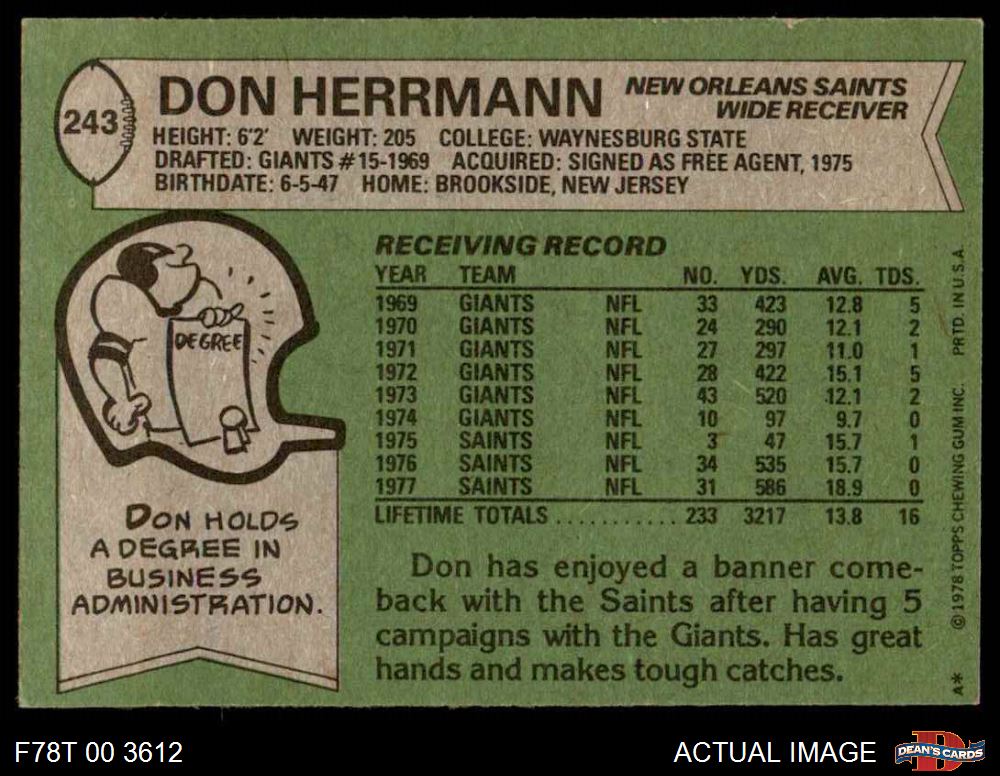 243
DON HERRMANN
NEW ORLEANS SAINTS
WIDE RECEIVER
HEIGHT: 6'2' WEIGHT: 205 COLLEGE: WAYNESBURG STATE
DRAFTED: GIANTS #15-1969 ACQUIRED: SIGNED AS FREE AGENT, 1975
BIRTHDATE: 6-5-47 HOME: BROOKSIDE, NEW JERSEY
DEGREE
DON HOLDS
A DEGREE IN
BUSINESS
ADMINISTRATION.
RECEIVING RECORD
YEAR TEAM NO. YDS. AVG. TDS.
1969 GIANTS NFL 33 423 12.8 5
1970 GIANTS NFL 24 290 12.1 2
1971 GIANTS NFL 27 297 11.0 1
1972 GIANTS NFL 28 422 15.1 5
1973 GIANTS NFL 43 520 12.1 2
1974 GIANTS NFL 10 97 9.7 0
1975 SAINTS NFL 3 47 15.7 1
1976 SAINTS NFL 34 535 15.7 0
1977 SAINTS NFL 31 586 18.9 0
LIFETIME TOTALS ........... 233 3217 13.8 16
Don has enjoyed a banner come-
back with the Saints after having 5
campaigns with the Giants. Has great
hands and makes tough catches.
A* © 1978 TOPPS CHEWING GUM INC. PRTD. IN U.S.A.
F78T 00 3612
ACTUAL IMAGE
DEAN'S CARDS